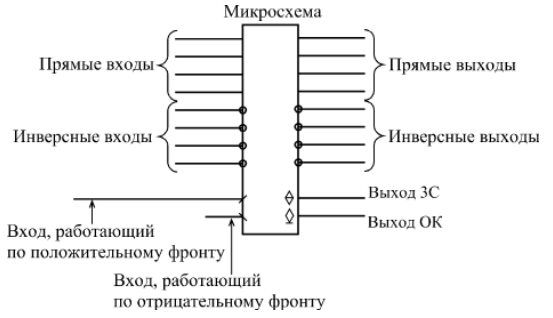 Микросхема
Прямые входы
Прямые выходы
Инверсные входы
Инверсные выходы
Выход 3С
Выход ОК
Вход, работающий
по положительному фронту
Вход, работающий
по отрицательному фронту